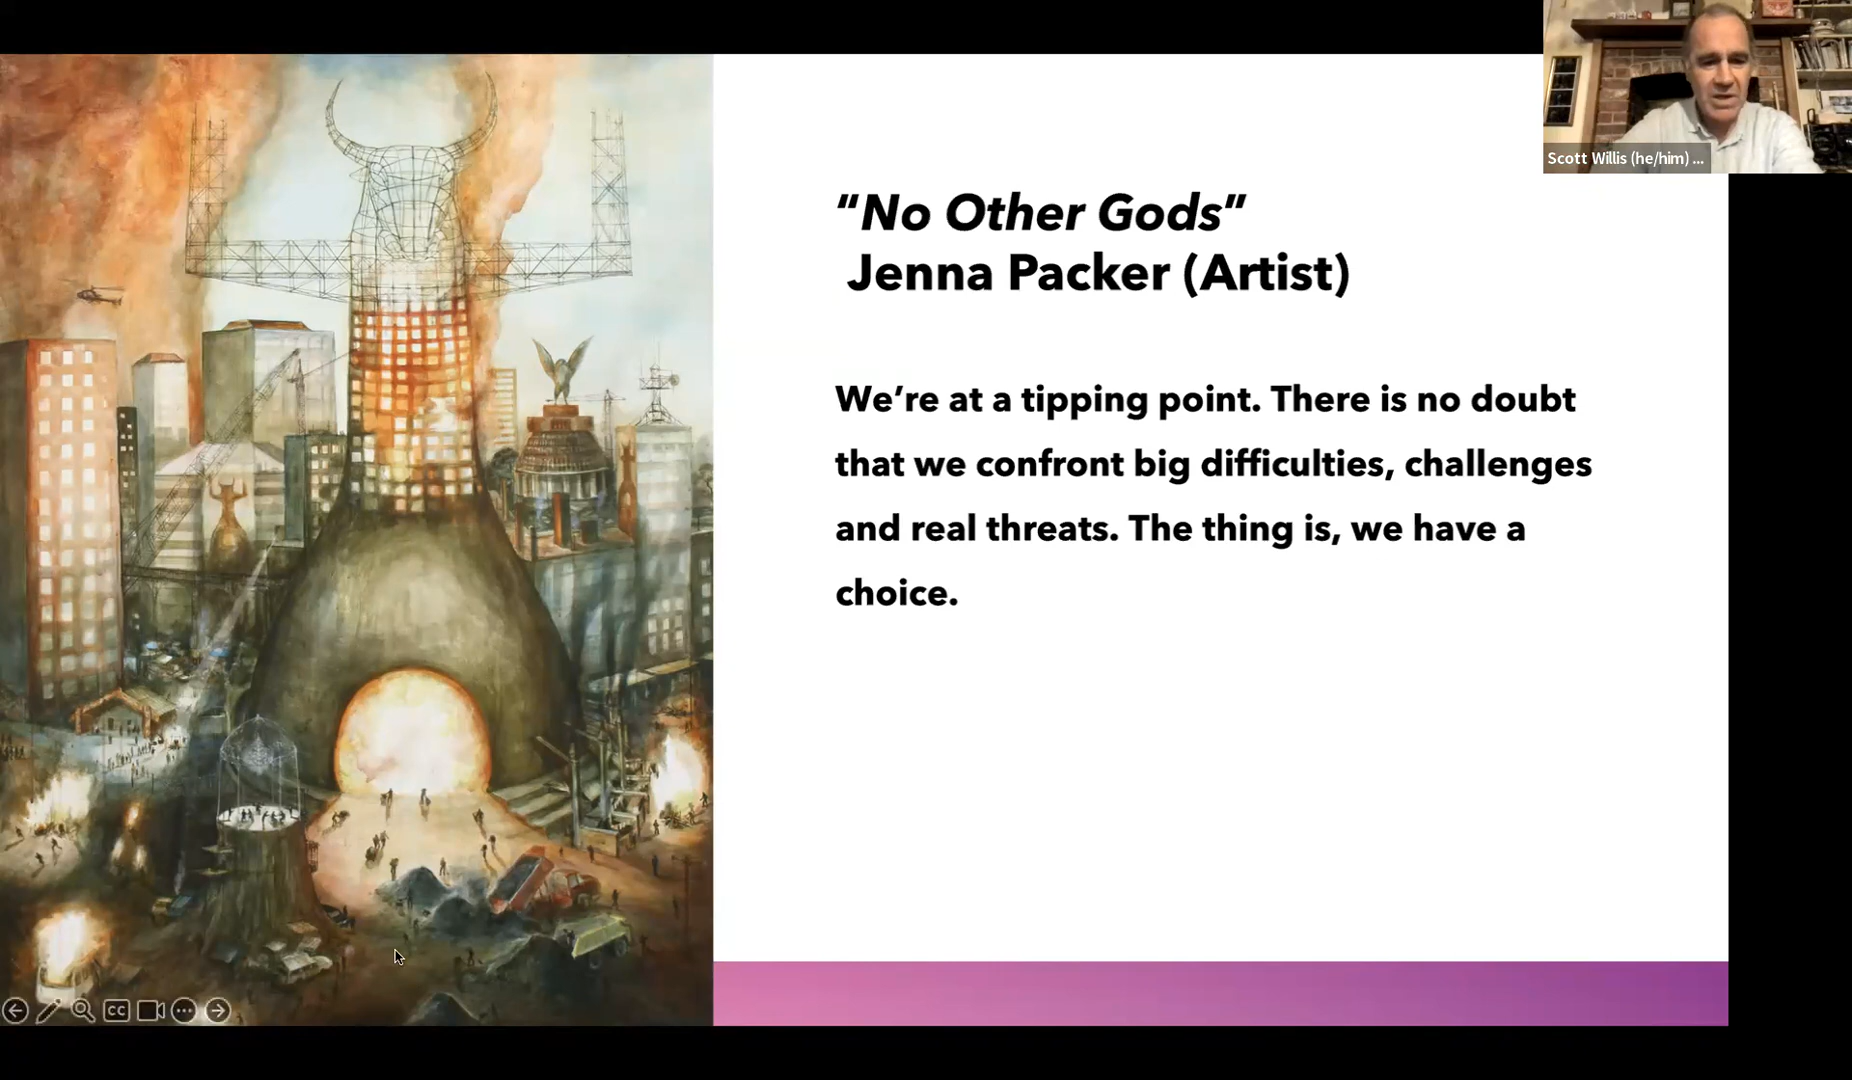 Scott Willis (he/him) ...
“No Other Gods”
Jenna Packer (Artist)
We’re at a tipping point. There is no doubt
that we confront big difficulties, challenges
and real threats. The thing is, we have a
choice.
CC